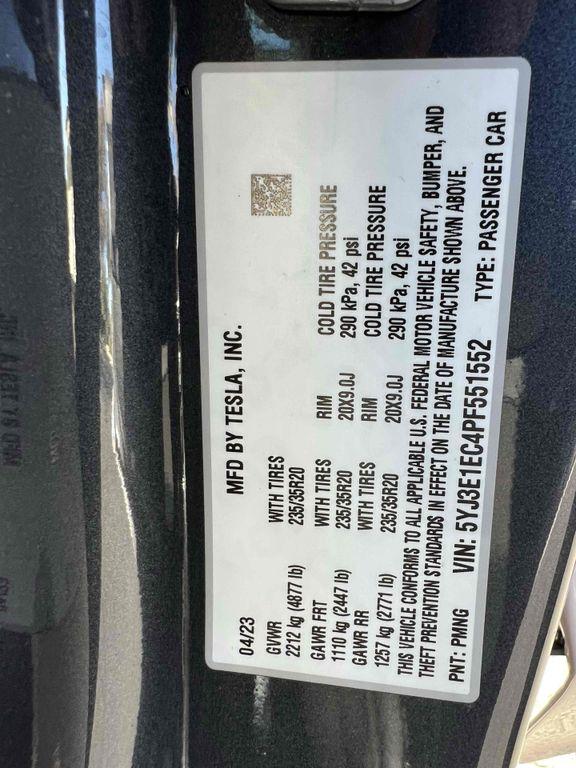 MFD BY TESLA, INC.
04/23
GVWR WITH TIRES RIM COLD TIRE PRESSURE
2212 kg (4877 lb) 235/35R20 20X9.0J 290 kPa, 42 psi
GAWR FRT WITH TIRES RIM COLD TIRE PRESSURE
1110 kg (2447 lb) 235/35R20 20X9.0J 290 kPa, 42 psi
GAWR RR WITH TIRES
1257 kg (2771 lb) 235/35R20
THIS VEHICLE CONFORMS TO ALL APPLICABLE U.S. FEDERAL MOTOR VEHICLE SAFETY, BUMPER, AND
THEFT PREVENTION STANDARDS IN EFFECT ON THE DATE OF MANUFACTURE SHOWN ABOVE.
PNT: PMNG VIN: 5YJ3E1EC4PF551552 TYPE: PASSENGER CAR